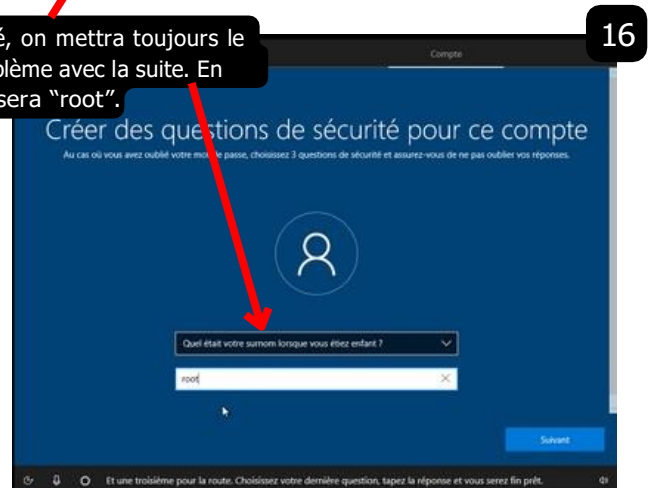 16
é, on mettra toujours le
blème avec la suite. En
sera “root”.
Compte
Créer des questions de sécurité pour ce compte
Au cas où vous avez oublié votre mot de passe, choisissez 3 questions de sécurité et assurez-vous de ne pas oublier vos réponses.
Quel était votre surnom lorsque vous étiez enfant ?
root
Suivant
Et une troisième pour la route. Choisissez votre dernière question, tapez la réponse et vous serez fin prêt.